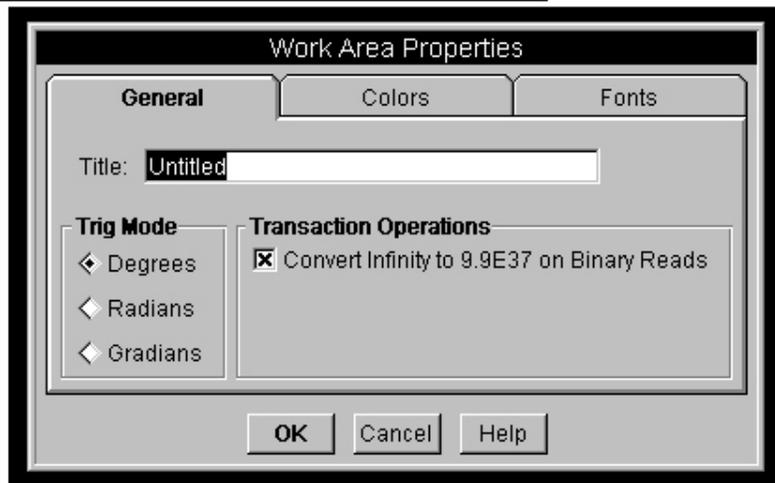 Work Area Properties
General Colors Fonts
Title: Untitled
Trig Mode
Degrees
Radians
Gradians
Transaction Operations
Convert Infinity to 9.9E37 on Binary Reads
OK Cancel Help